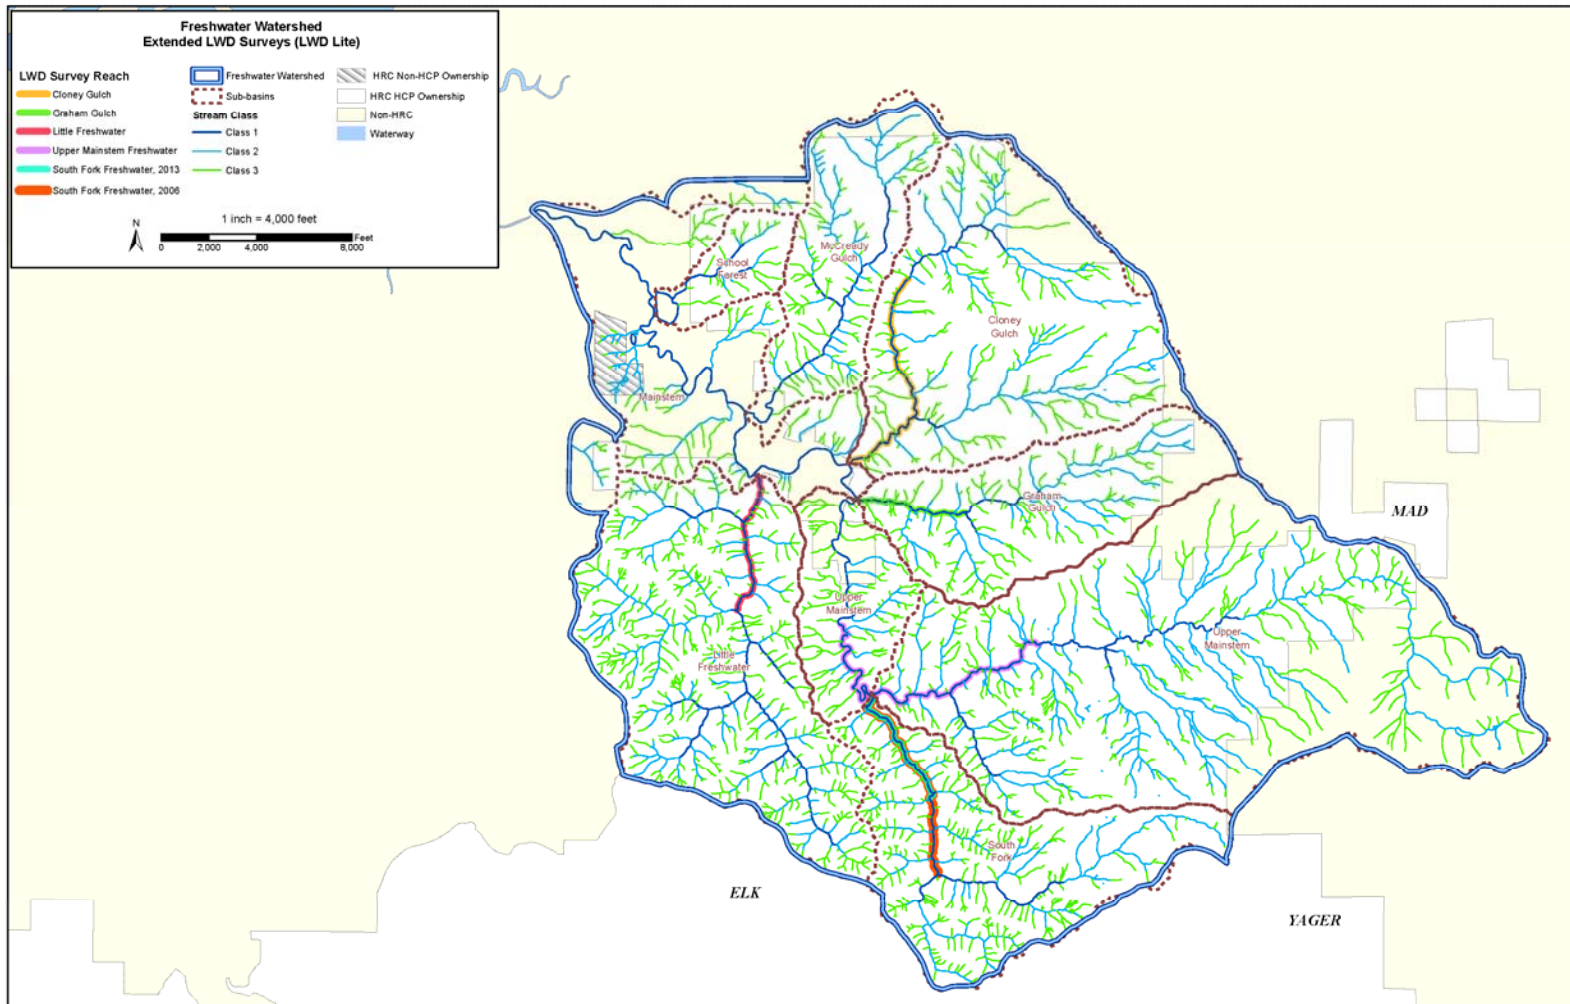 Freshwater Watershed
Extended LWD Surveys (LWD Lite)
LWD Survey Reach
Cloney Gulch
Graham Gulch
Little Freshwater
Upper Mainstem Freshwater
South Fork Freshwater, 2013
South Fork Freshwater, 2006
Freshwater Watershed
Sub-basins
Stream Class
Class 1
Class 2
Class 3
HRC Non-HCP Ownership
HRC HCP Ownership
Non-HRC
Waterway
N
1 inch = 4,000 feet
Feet
0 2,000 4,000 8,000
McCready
Gulch
School
Forest
Cloney
Gulch
Mainstem
Graham
Gulch
MAD
Upper
Mainstem
Upper
Mainstem
Little
Freshwater
South
Fork
ELK
YAGER